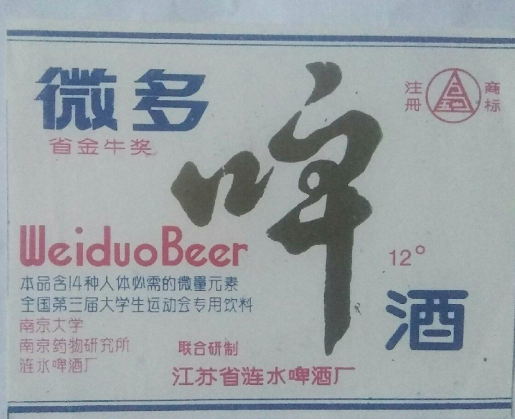 微多
省金牛奖
啤
酒
注册
商标
WeiduoBeer
12°
本品含14种人体必需的微量元素
全国第三届大学生运动会专用饮料
南京大学
南京药物研究所
涟水啤酒厂
联合研制
江苏省涟水啤酒厂